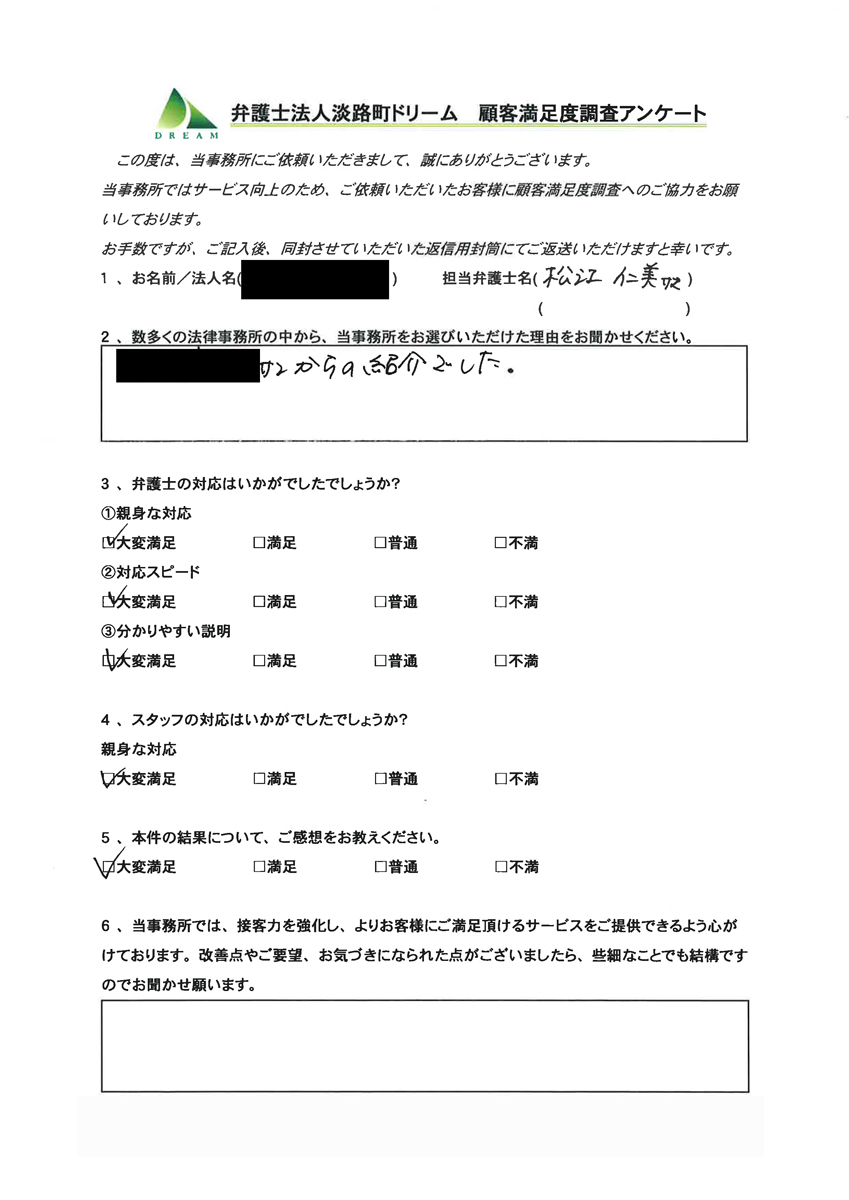 DREAM
弁護士法人淡路町ドリーム 顧客満足度調査アンケート
この度は、当事務所にご依頼いただきまして、誠にありがとうございます。
当事務所ではサービス向上のため、ご依頼いただいたお客様に顧客満足度調査へのご協力をお願
いしております。
お手数ですが、ご記入後、同封させていただいた返信用封筒にてご返送いただけますと幸いです。
1、お名前／法人名( ) 担当弁護士名( 松江 仁美 )
( )
2、数多くの法律事務所の中から、当事務所をお選びいただけた理由をお聞かせください。
からの紹介でした。
3、弁護士の対応はいかがでしたでしょうか?
①親身な対応
☑大変満足 □満足 □普通 □不満
②対応スピード
☑大変満足 □満足 □普通 □不満
③分かりやすい説明
☑大変満足 □満足 □普通 □不満
4、スタッフの対応はいかがでしたでしょうか?
親身な対応
☑大変満足 □満足 □普通 □不満
5、本件の結果について、ご感想をお教えください。
☑大変満足 □満足 □普通 □不満
6、当事務所では、接客力を強化し、よりお客様にご満足頂けるサービスをご提供できるよう心が
けております。改善点やご要望、お気づきになられた点がございましたら、些細なことでも結構です
のでお聞かせ願います。